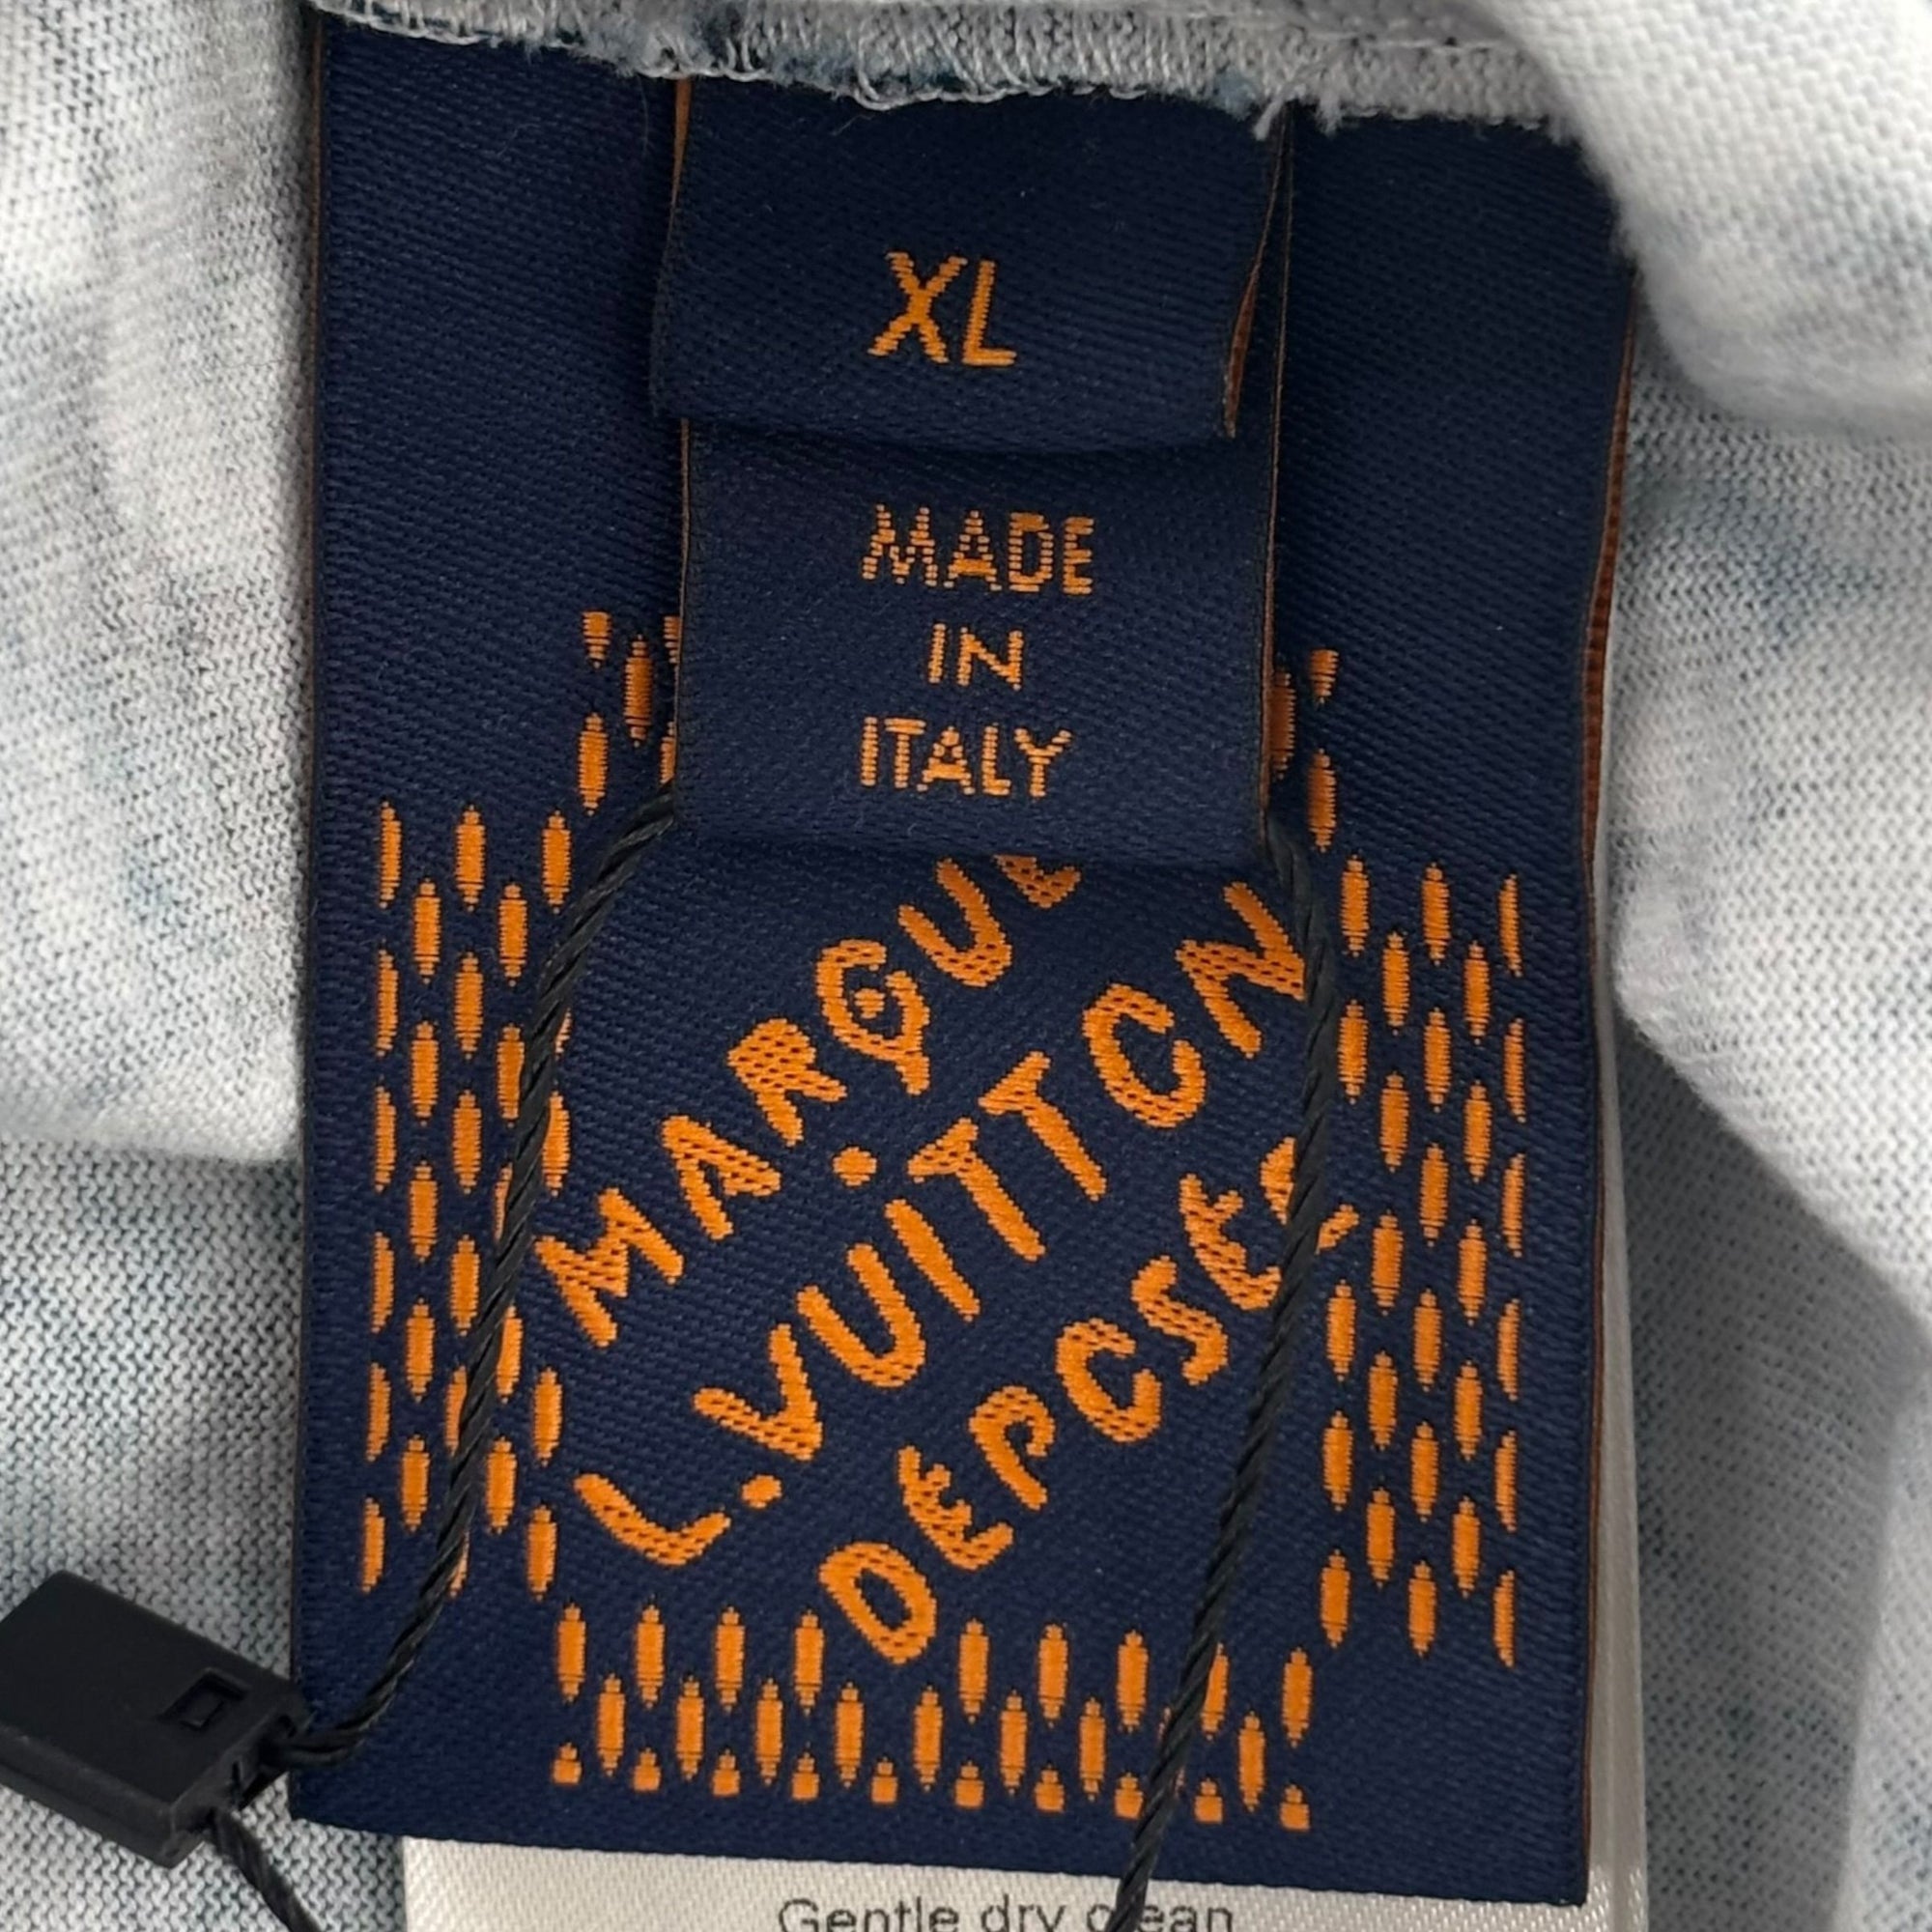 XL
MADE
IN
ITALY
MARQUE
L.VUITTON
DEPOSEE
Gentle dry clean